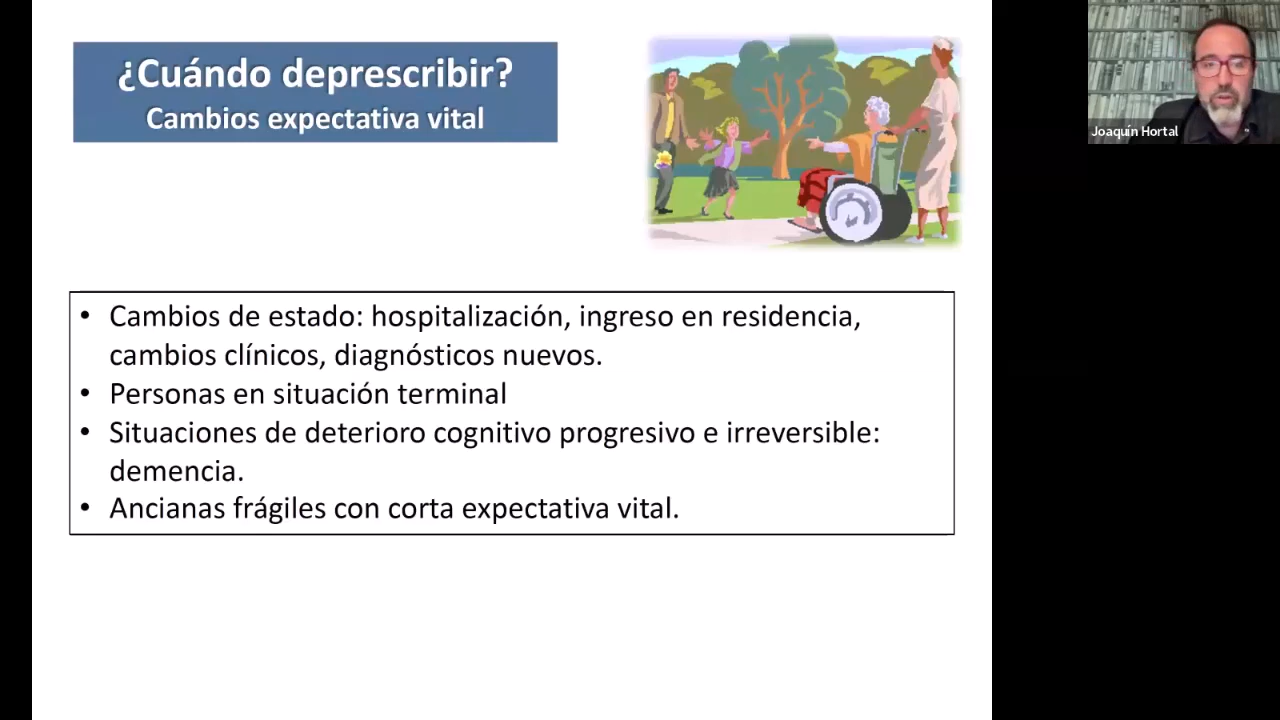 ¿Cuándo deprescribir?
Cambios expectativa vital
Joaquín Hortal
• Cambios de estado: hospitalización, ingreso en residencia,
cambios clínicos, diagnósticos nuevos.
• Personas en situación terminal
• Situaciones de deterioro cognitivo progresivo e irreversible:
demencia.
• Ancianas frágiles con corta expectativa vital.